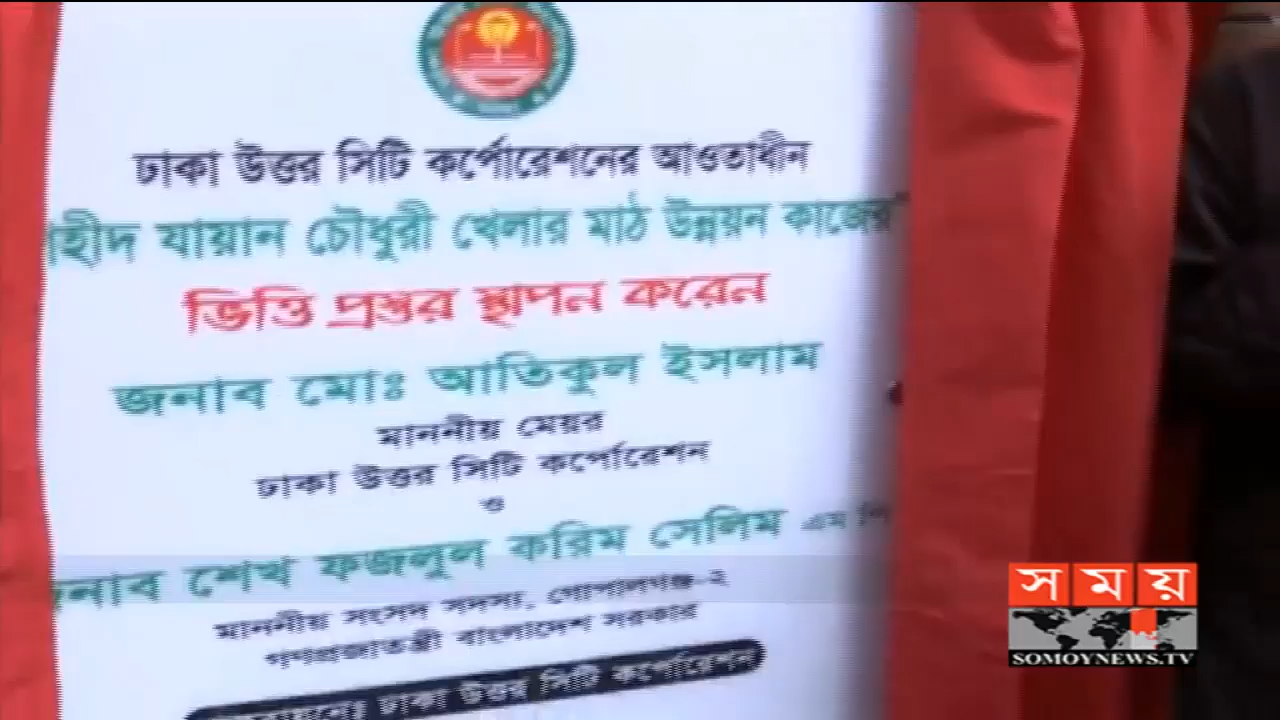 ঢাকা উত্তর সিটি কর্পোরেশনের আওতাধীন
যায়ান চৌধুরী খেলার মাঠ উন্নয়ন কাজের
ভিত্তি প্রস্তর স্থাপন করেন
জনাব মোঃ আতিকুল ইসলাম
মাননীয় মেয়র
ঢাকা উত্তর সিটি কর্পোরেশন
ও
শেখ ফজলুল করিম সেলিম এম পি
মাননীয় সংসদ সদস্য, গোপালগঞ্জ-২
গণপ্রজাতন্ত্রী বাংলাদেশ সরকার
ঢাকা উত্তর সিটি কর্পোরেশন
সময়
SOMOYNEWS.TV